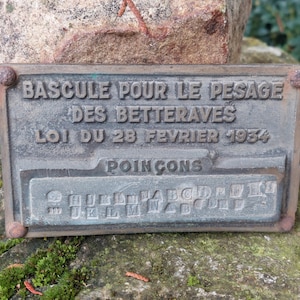 BASCULE POUR LE PESAGE
DES BETTERAVES
LOI DU 28 FEVRIER 1934
POINÇONS